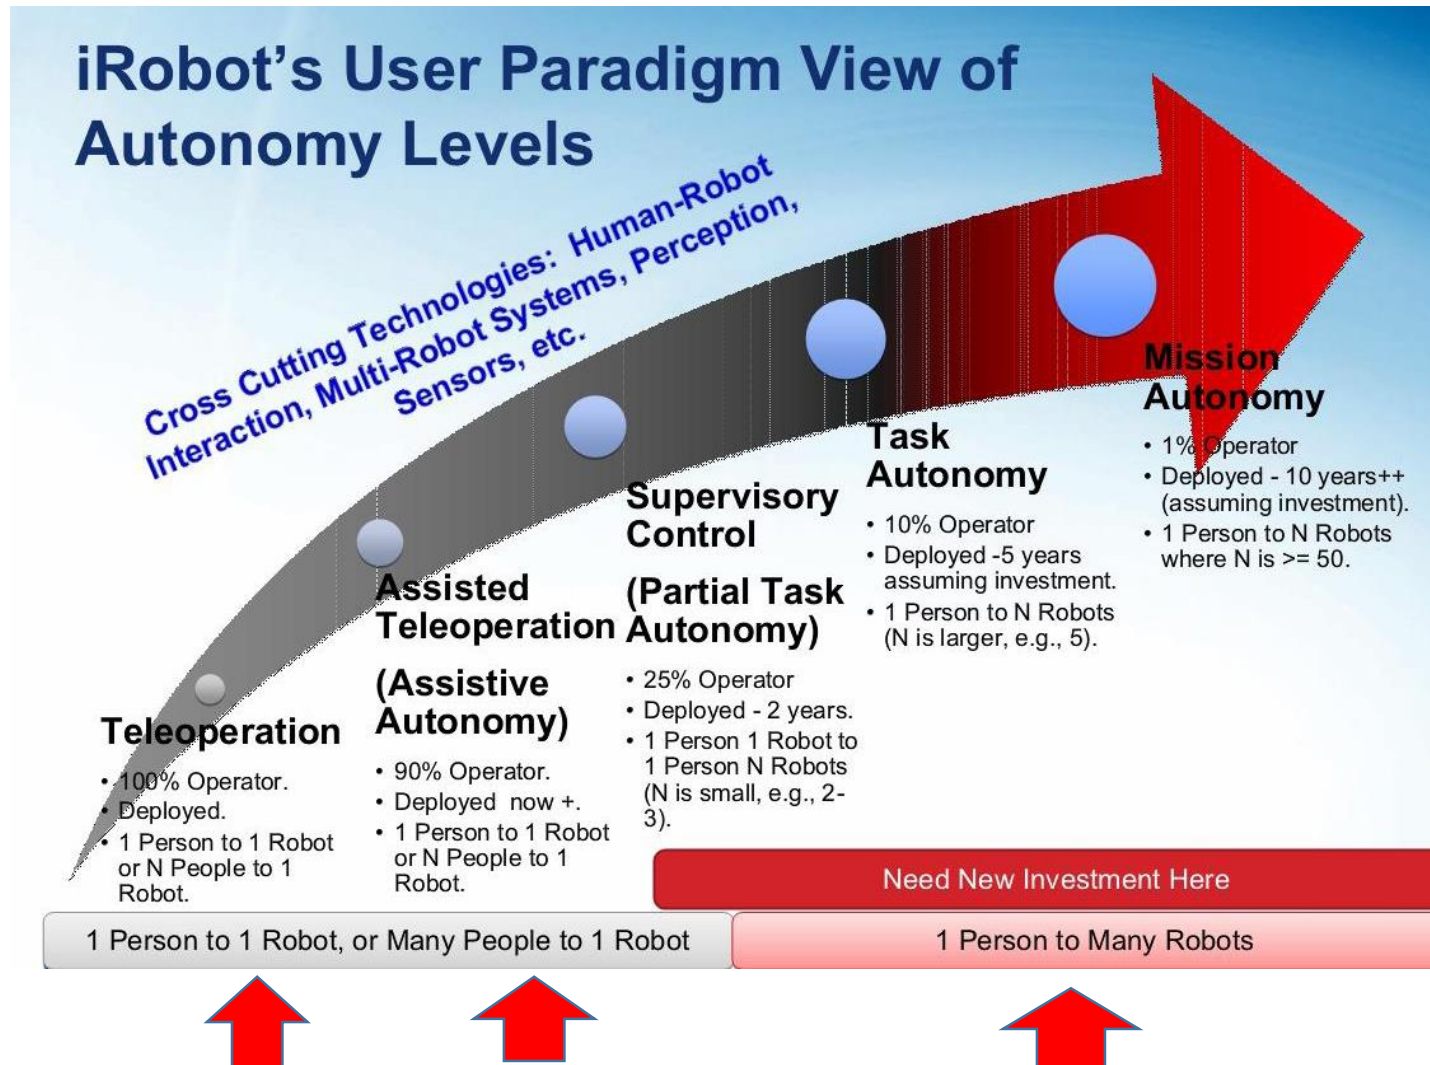 iRobot's User Paradigm View of
Autonomy Levels
Cross Cutting Technologies: Human-Robot
Interaction, Multi-Robot Systems, Perception,
Sensors, etc.
Teleoperation
• 100% Operator.
• Deployed.
• 1 Person to 1 Robot
or N People to 1
Robot.
Assisted
Teleoperation
(Assistive
Autonomy)
• 90% Operator.
• Deployed now +.
• 1 Person to 1 Robot
or N People to 1
Robot.
Supervisory
Control
(Partial Task
Autonomy)
• 25% Operator
• Deployed - 2 years.
• 1 Person 1 Robot to
1 Person N Robots
(N is small, e.g., 2-
3).
Task
Autonomy
• 10% Operator
• Deployed -5 years
assuming investment.
• 1 Person to N Robots
(N is larger, e.g., 5).
Mission
Autonomy
• 1% Operator
• Deployed - 10 years++
(assuming investment).
• 1 Person to N Robots
where N is >= 50.
Need New Investment Here
1 Person to 1 Robot, or Many People to 1 Robot
1 Person to Many Robots